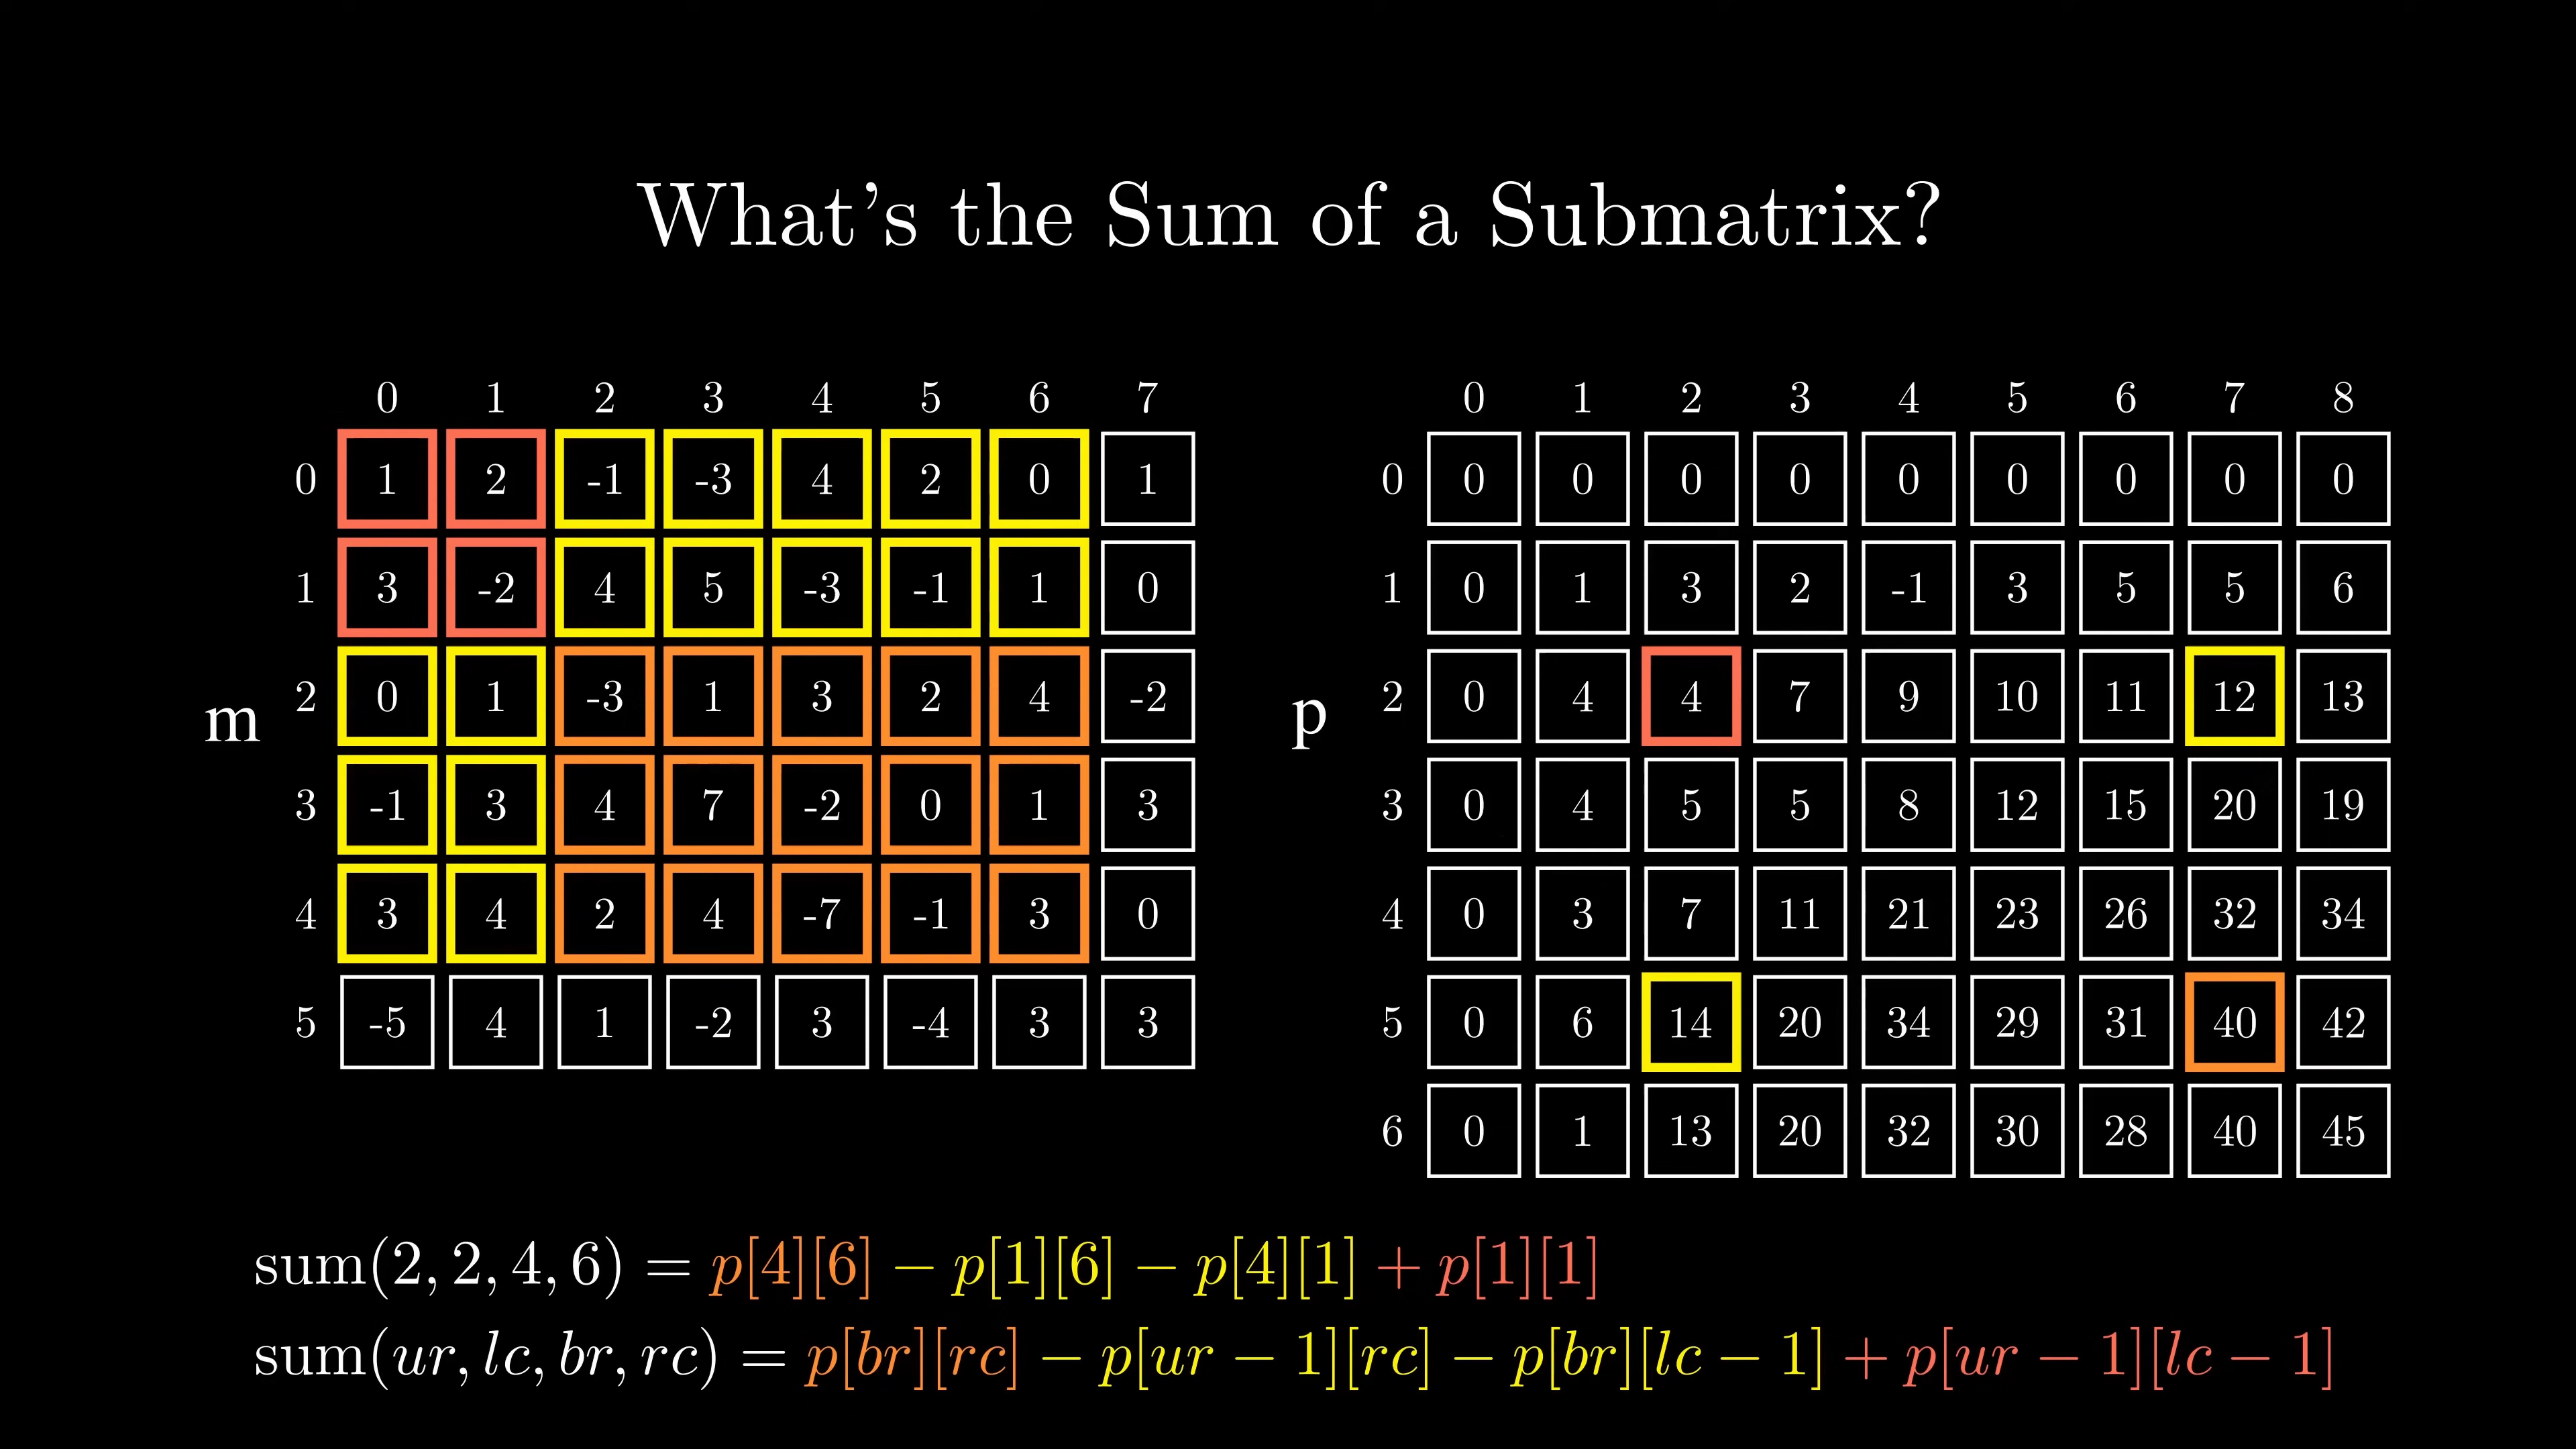 What's the Sum of a Submatrix?
0 1 2 3 4 5 6 7
0 1 2 -1 -3 4 2 0 1
1 3 -2 4 5 -3 -1 1 0
m 2 0 1 -3 1 3 2 4 -2
3 -1 3 4 7 -2 0 1 3
4 3 4 2 4 -7 -1 3 0
5 -5 4 1 -2 3 -4 3 3
0 1 2 3 4 5 6 7 8
0 0 0 0 0 0 0 0 0 0
1 0 1 3 2 -1 3 5 5 6
p 2 0 4 4 7 9 10 11 12 13
3 0 4 5 5 8 12 15 20 19
4 0 3 7 11 21 23 26 32 34
5 0 6 14 20 34 29 31 40 42
6 0 1 13 20 32 30 28 40 45
sum(2, 2, 4, 6) = p[4][6] − p[1][6] − p[4][1] + p[1][1]
sum(ur, lc, br, rc) = p[br][rc] − p[ur − 1][rc] − p[br][lc − 1] + p[ur − 1][lc − 1]